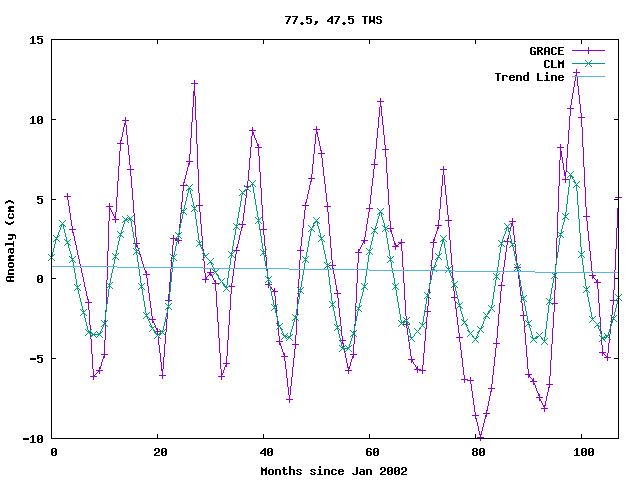 77.5, 47.5 TWS
GRACE
CLM
Trend Line
Anomaly (cm)
15
10
5
0
-5
-10
0 20 40 60 80 100
Months since Jan 2002